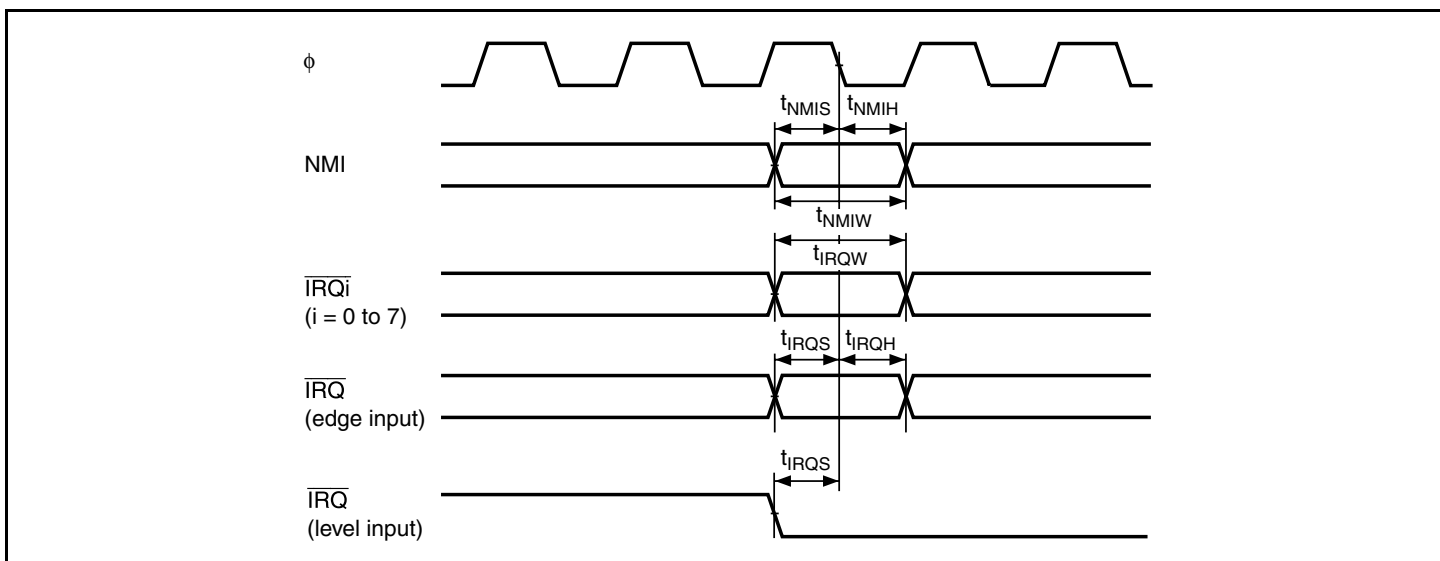 ϕ
tNMIS tNMIH
NMI
tNMIW
tIRQW
IRQi
(i = 0 to 7)
tIRQS tIRQH
IRQ
(edge input)
tIRQS
IRQ
(level input)